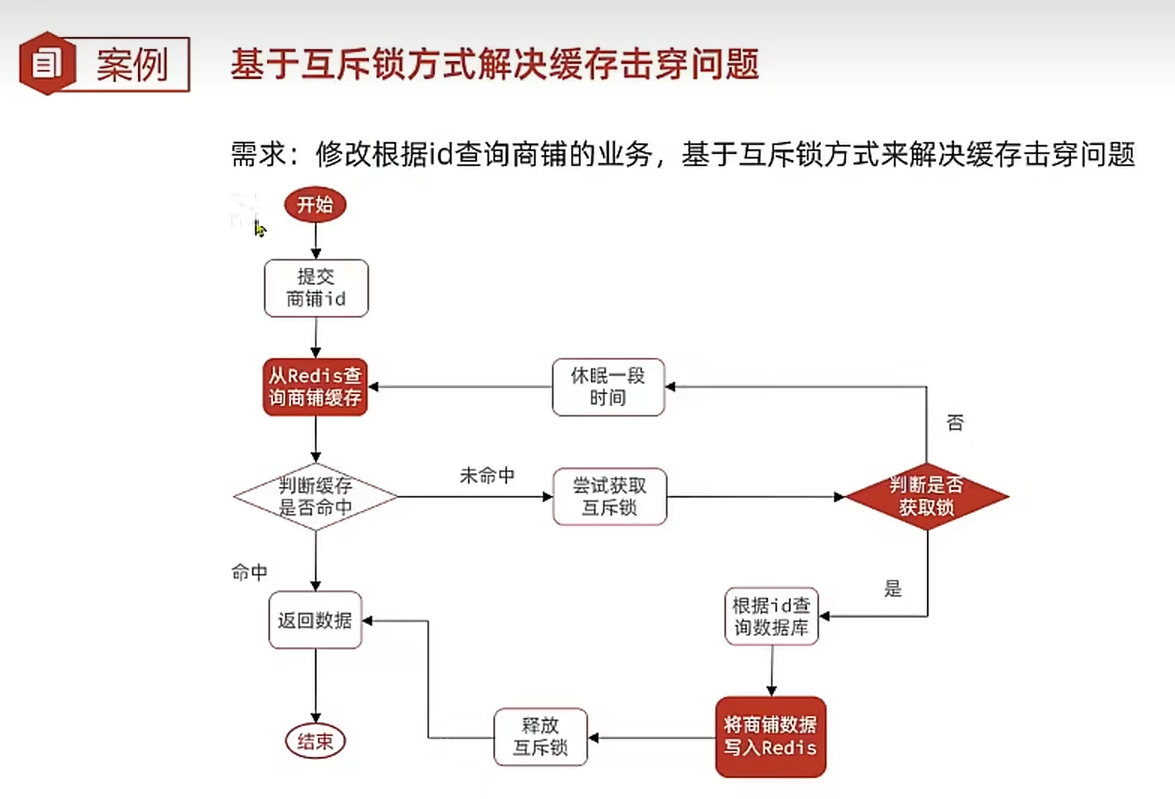 案例
基于互斥锁方式解决缓存击穿问题
需求：修改根据id查询商铺的业务，基于互斥锁方式来解决缓存击穿问题
开始
提交
商铺id
从Redis查
询商铺缓存
休眠一段
时间
否
判断缓存
是否命中
未命中
尝试获取
互斥锁
判断是否
获取锁
命中
是
返回数据
根据id查
询数据库
结束
释放
互斥锁
将商铺数据
写入Redis